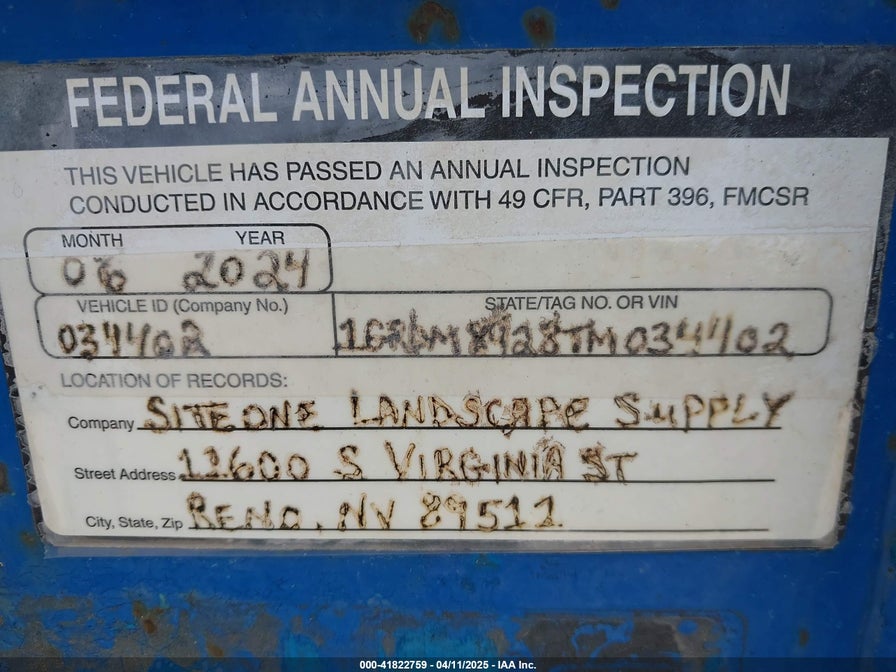 FEDERAL ANNUAL INSPECTION
THIS VEHICLE HAS PASSED AN ANNUAL INSPECTION
CONDUCTED IN ACCORDANCE WITH 49 CFR, PART 396, FMCSR
MONTH YEAR
06 2024
VEHICLE ID (Company No.) STATE/TAG NO. OR VIN
034402
LOCATION OF RECORDS:
Company SITEONE LANDSCAPE SUPPLY
Street Address 11600 S VIRGINIA ST
City, State, Zip RENO, NV 89511
000-41822759 - 04/11/2025 - IAA Inc.